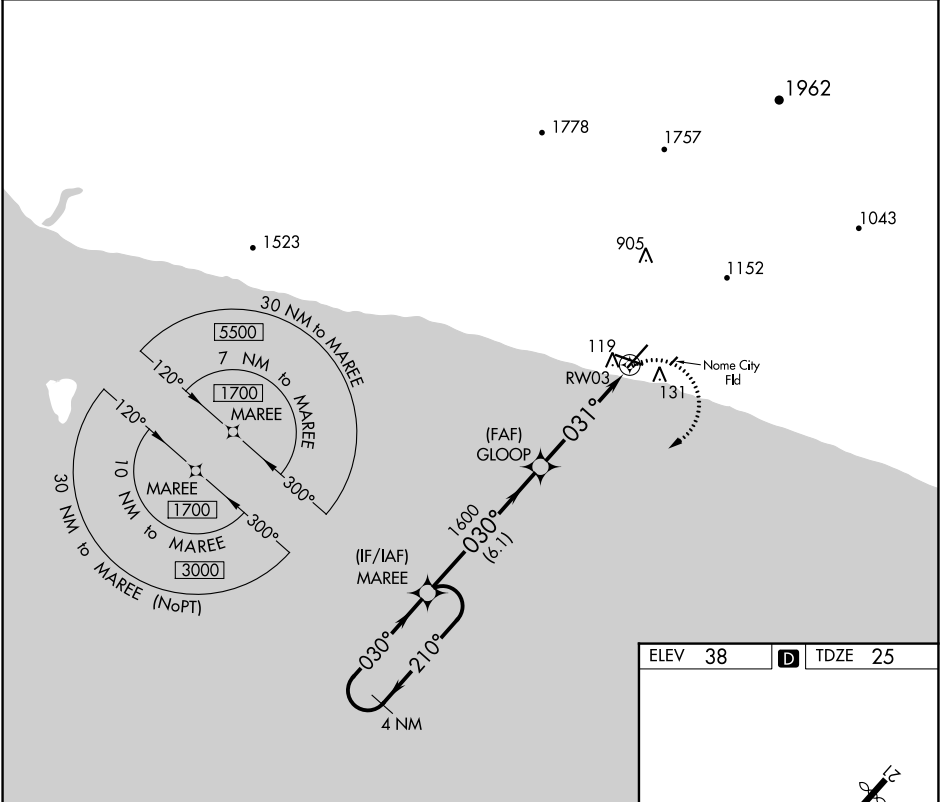 1962
1778
1757
1043
1523
905
1152
30 NM to MAREE
5500
7 NM to MAREE
120°
1700
MAREE
300°
119
RW03
Nome City
Fld
131
031°
(FAF)
GLOOP
120°
MAREE
1700
10 NM to MAREE
300°
3000
30 NM to MAREE (NoPT)
1600
030°
(6.1)
(IF/IAF)
MAREE
030°
210°
4 NM
ELEV 38 D TDZE 25
21